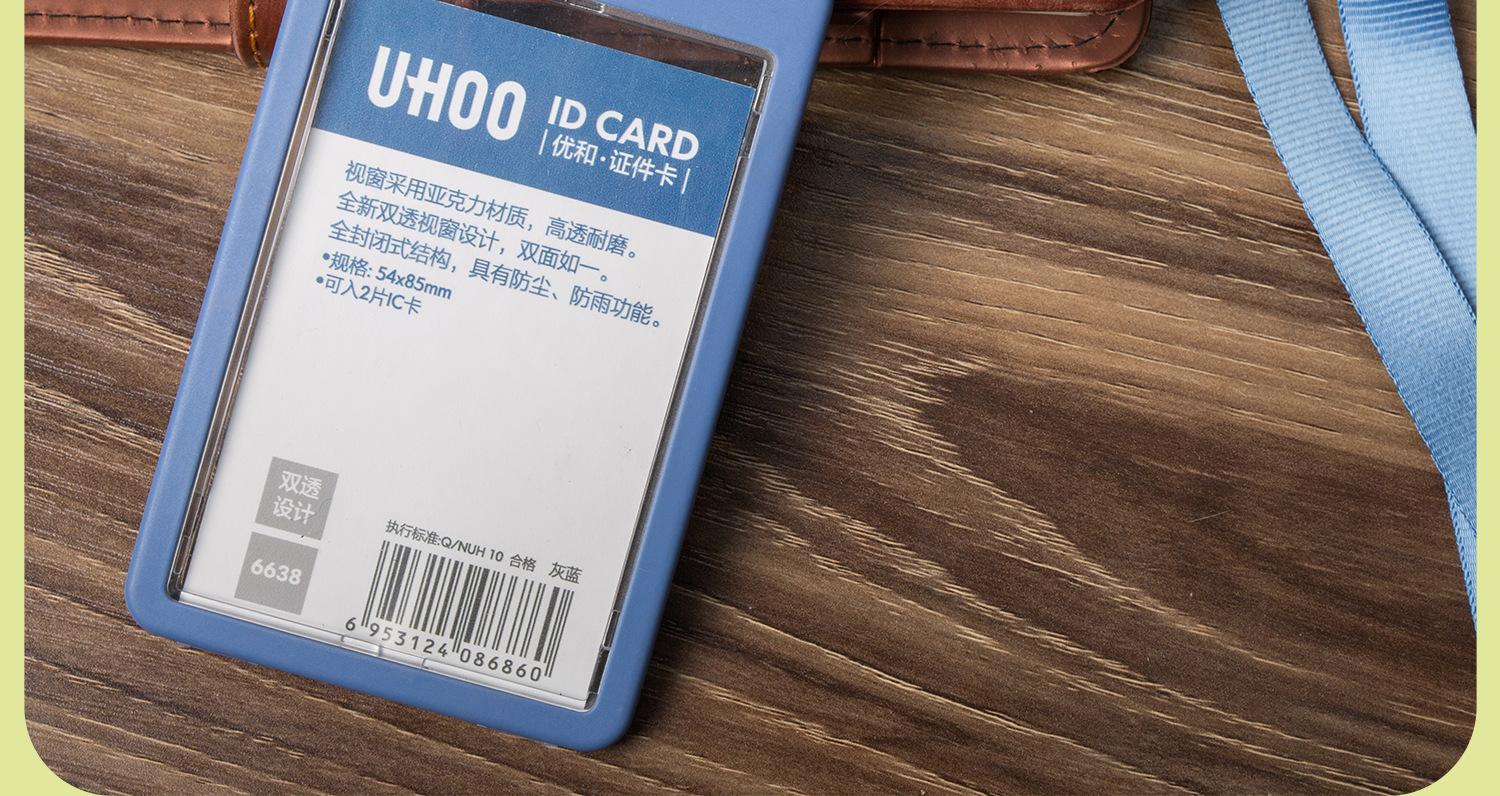 UHOO ID CARD
|优和·证件卡|
视窗采用亚克力材质，高透耐磨。
全新双透视窗设计，双面如一。
全封闭式结构，具有防尘、防雨功能。
•规格: 54x85mm
•可入2片IC卡
双透
设计
6638
执行标准:Q/NUH 10 合格 灰蓝
6 953124 086860